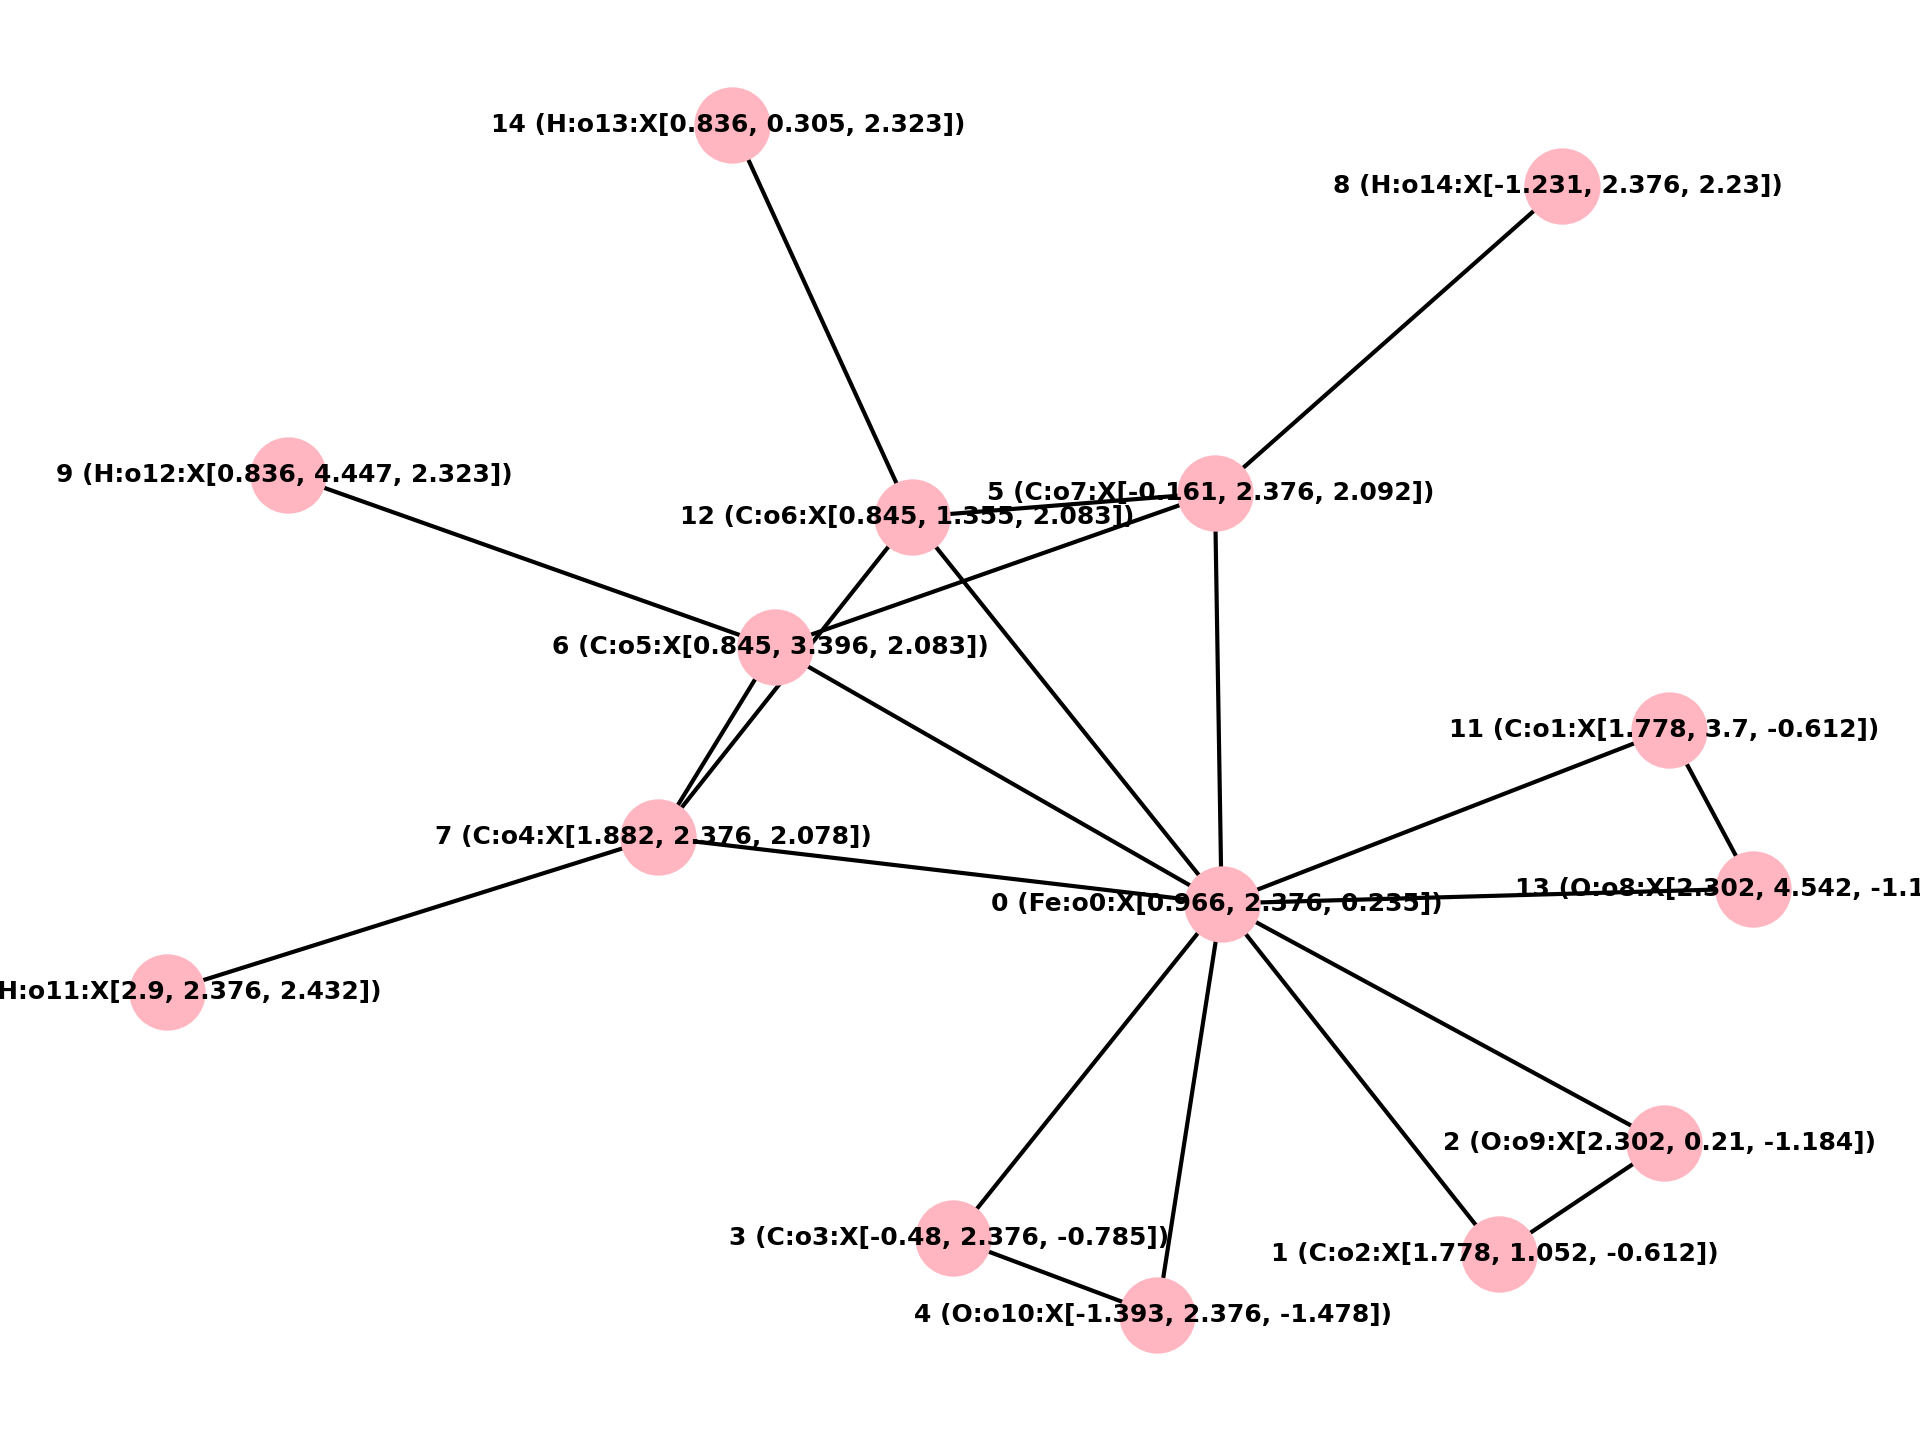 14 (H:o13:X[0.836, 0.305, 2.323])
8 (H:o14:X[-1.231, 2.376, 2.23])
9 (H:o12:X[0.836, 4.447, 2.323])
5 (C:o7:X[-0.161, 2.376, 2.092])
12 (C:o6:X[0.845, 1.355, 2.083])
6 (C:o5:X[0.845, 3.396, 2.083])
11 (C:o1:X[1.778, 3.7, -0.612])
7 (C:o4:X[1.882, 2.376, 2.078])
13 (O:o8:X[2.302, 4.542, -1.1
0 (Fe:o0:X[0.966, 2.376, 0.235])
H:o11:X[2.9, 2.376, 2.432])
2 (O:o9:X[2.302, 0.21, -1.184])
3 (C:o3:X[-0.48, 2.376, -0.785])
1 (C:o2:X[1.778, 1.052, -0.612])
4 (O:o10:X[-1.393, 2.376, -1.478])